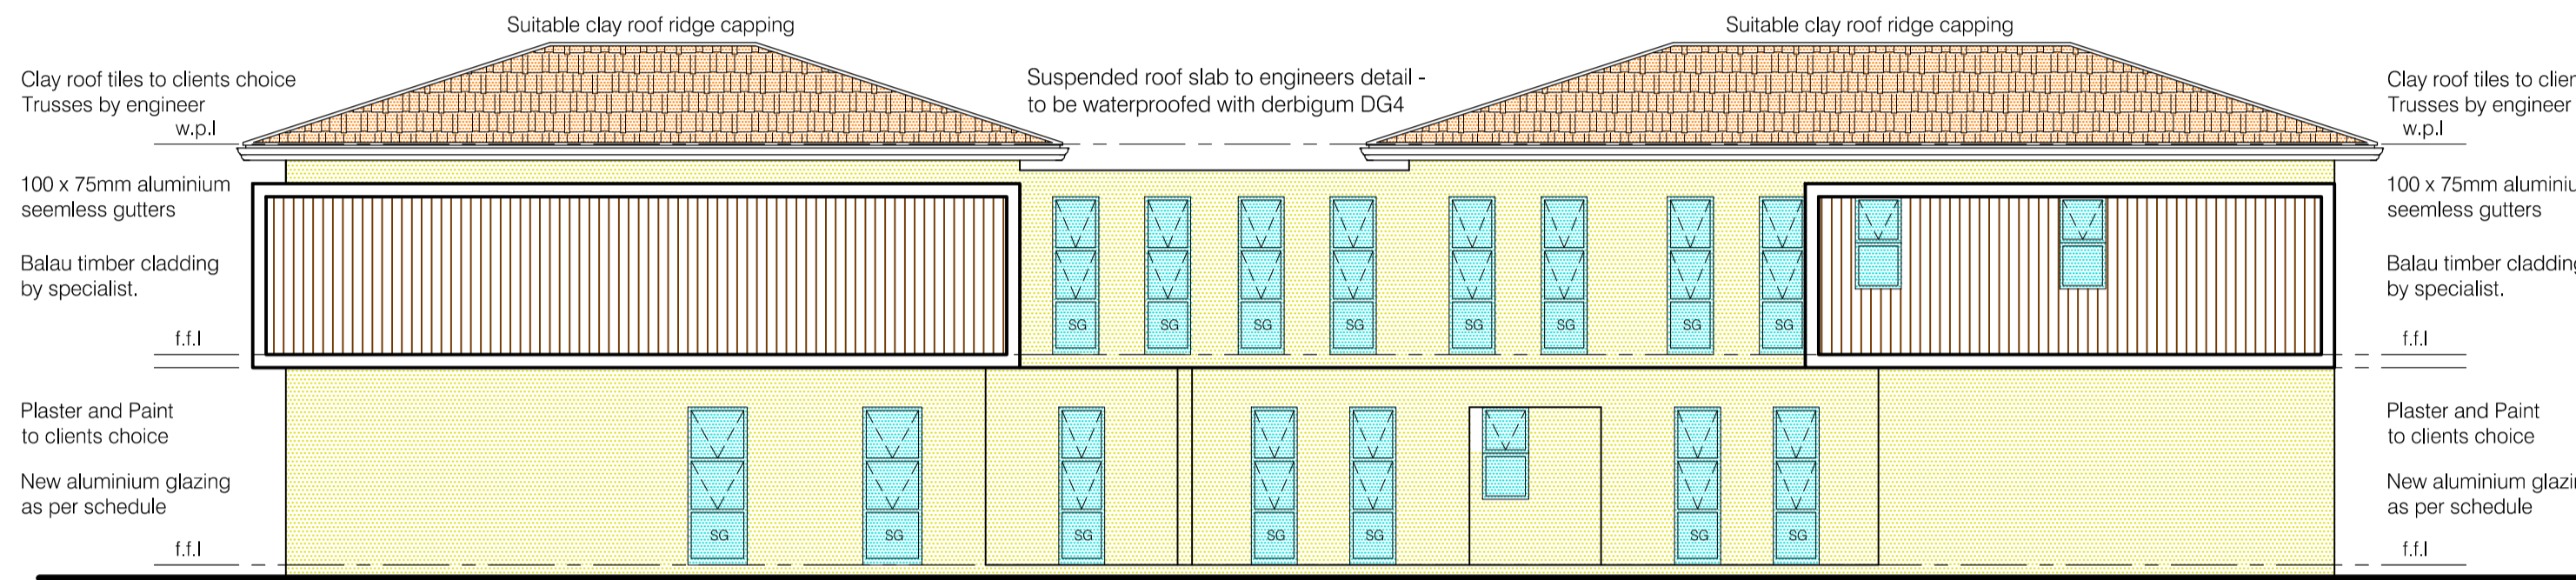 Suitable clay roof ridge capping
Suitable clay roof ridge capping
Clay roof tiles to clients choice
Trusses by engineer
w.p.l
Suspended roof slab to engineers detail -
to be waterproofed with derbigum DG4
Clay roof tiles to clien
Trusses by engineer
w.p.l
100 x 75mm aluminium
seemless gutters
100 x 75mm aluminiu
seemless gutters
Balau timber cladding
by specialist.
Balau timber cladding
by specialist.
SG SG SG SG SG SG SG SG
f.f.l
f.f.l
Plaster and Paint
to clients choice
Plaster and Paint
to clients choice
New aluminium glazing
as per schedule
New aluminium glazi
as per schedule
SG SG SG SG SG SG SG
f.f.l
f.f.l